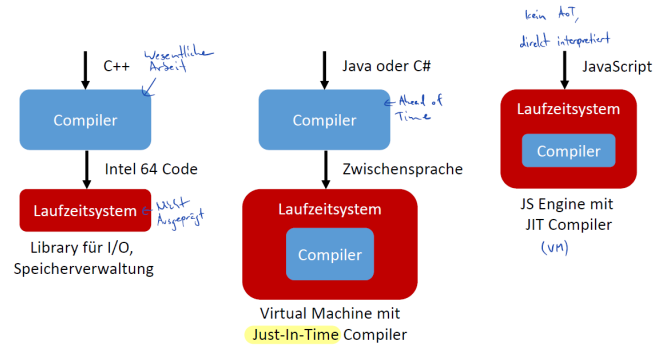 C++
wesentliche
Arbeit
Compiler
Intel 64 Code
Laufzeitsystem
Nicht
Ausgeprägt
Library für I/O,
Speicherverwaltung
Java oder C#
Compiler
Ahead of
Time
Zwischensprache
Laufzeitsystem
Compiler
Virtual Machine mit
Just-In-Time Compiler
kein AoT,
direkt interpretiert
JavaScript
Laufzeitsystem
Compiler
JS Engine mit
JIT Compiler
(VM)